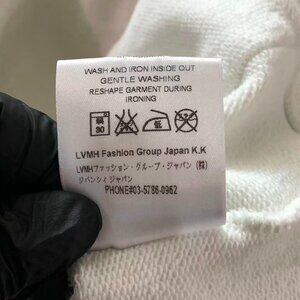 WASH AND IRON INSIDE OUT
GENTLE WASHING
RESHAPE GARMENT DURING
IRONING
30 低
LVMH Fashion Group Japan K.K
LVMHファッション・グループ・ジャパン (株)
ジバンシィ ジャパン
PHONE#03-5786-0962